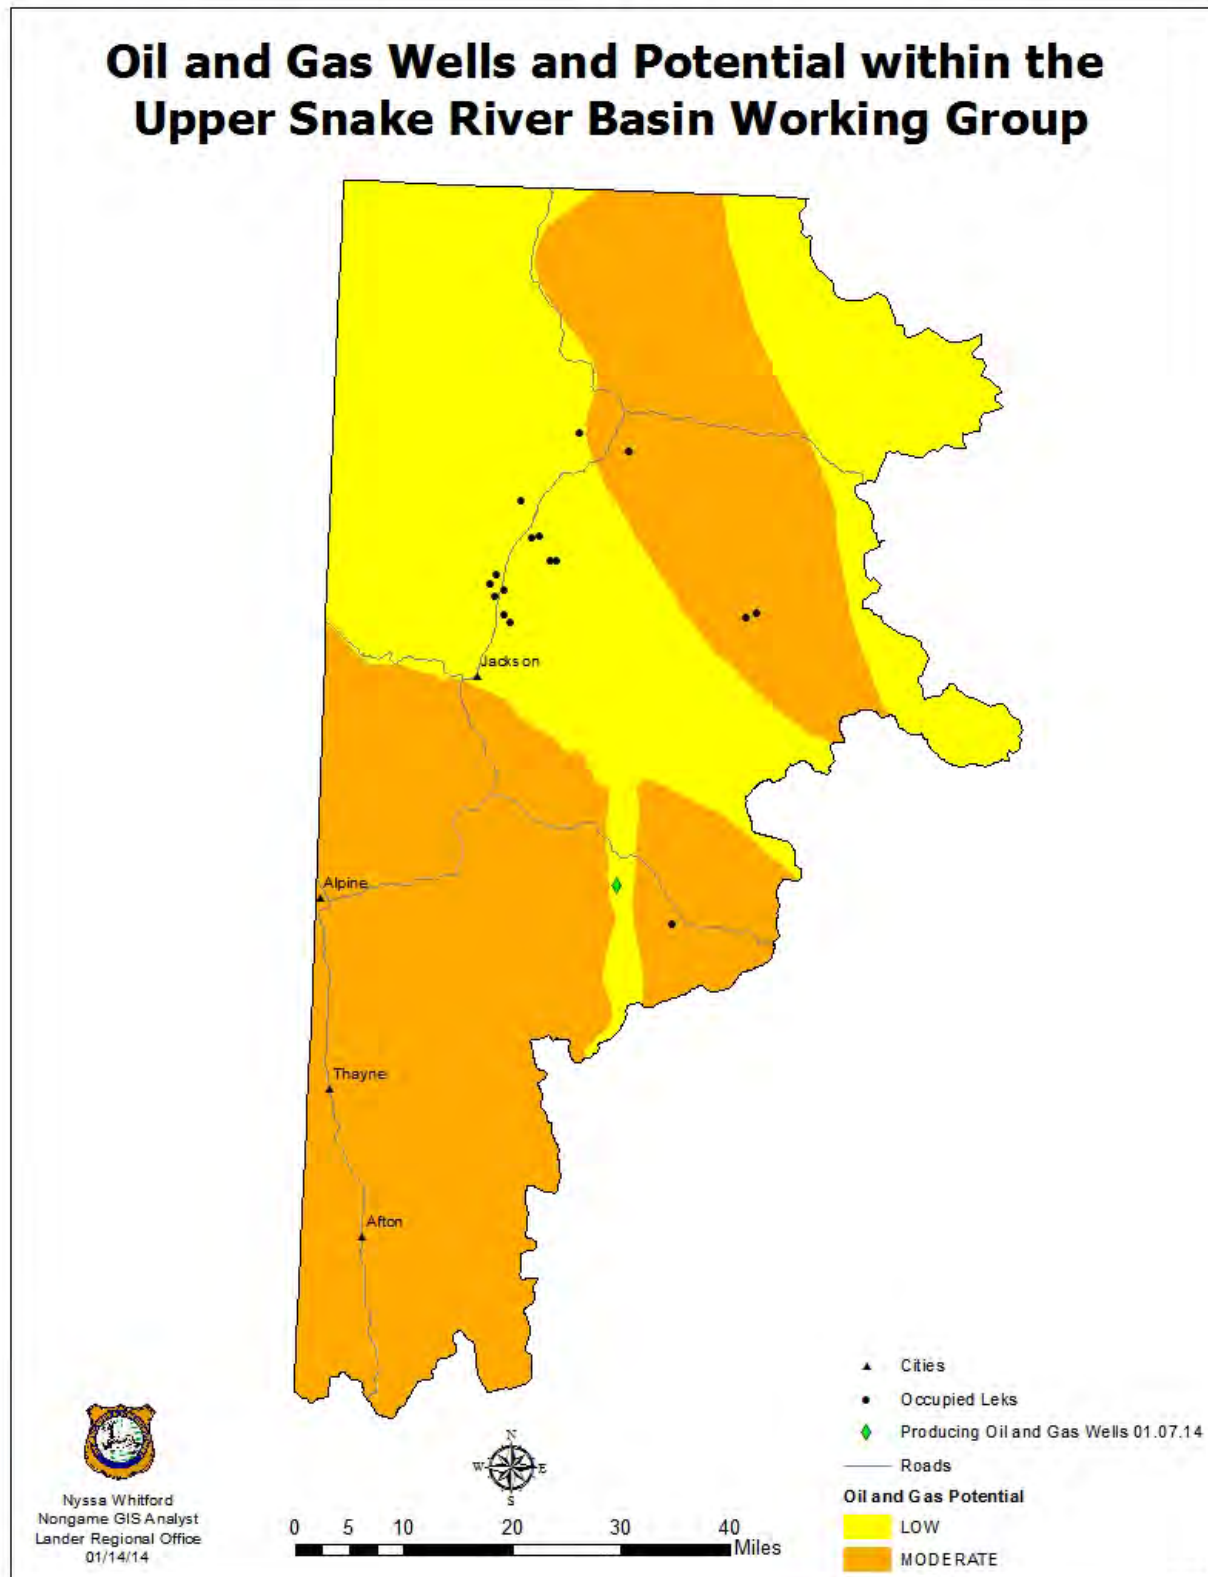 Oil and Gas Wells and Potential within the
Upper Snake River Basin Working Group
Jackson
Alpine
Thayne
Afton
Cities
Occupied Leks
Producing Oil and Gas Wells 01.07.14
Roads
Oil and Gas Potential
LOW
MODERATE
N
W E
S
0 5 10 20 30 40
Miles
Nyssa Whitford
Nongame GIS Analyst
Lander Regional Office
01/14/14